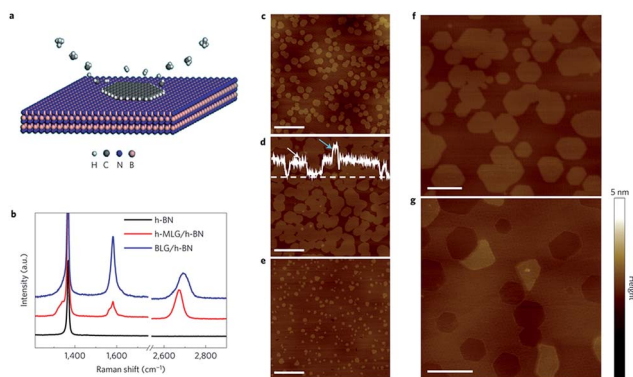 a
H C N B
b
h-BN
h-MLG/h-BN
BLG/h-BN
Intensity (a.u.)
1,400 1,600 2,600 2,800
Raman shift (cm⁻¹)
c
d
e
f
g
5 nm
Height